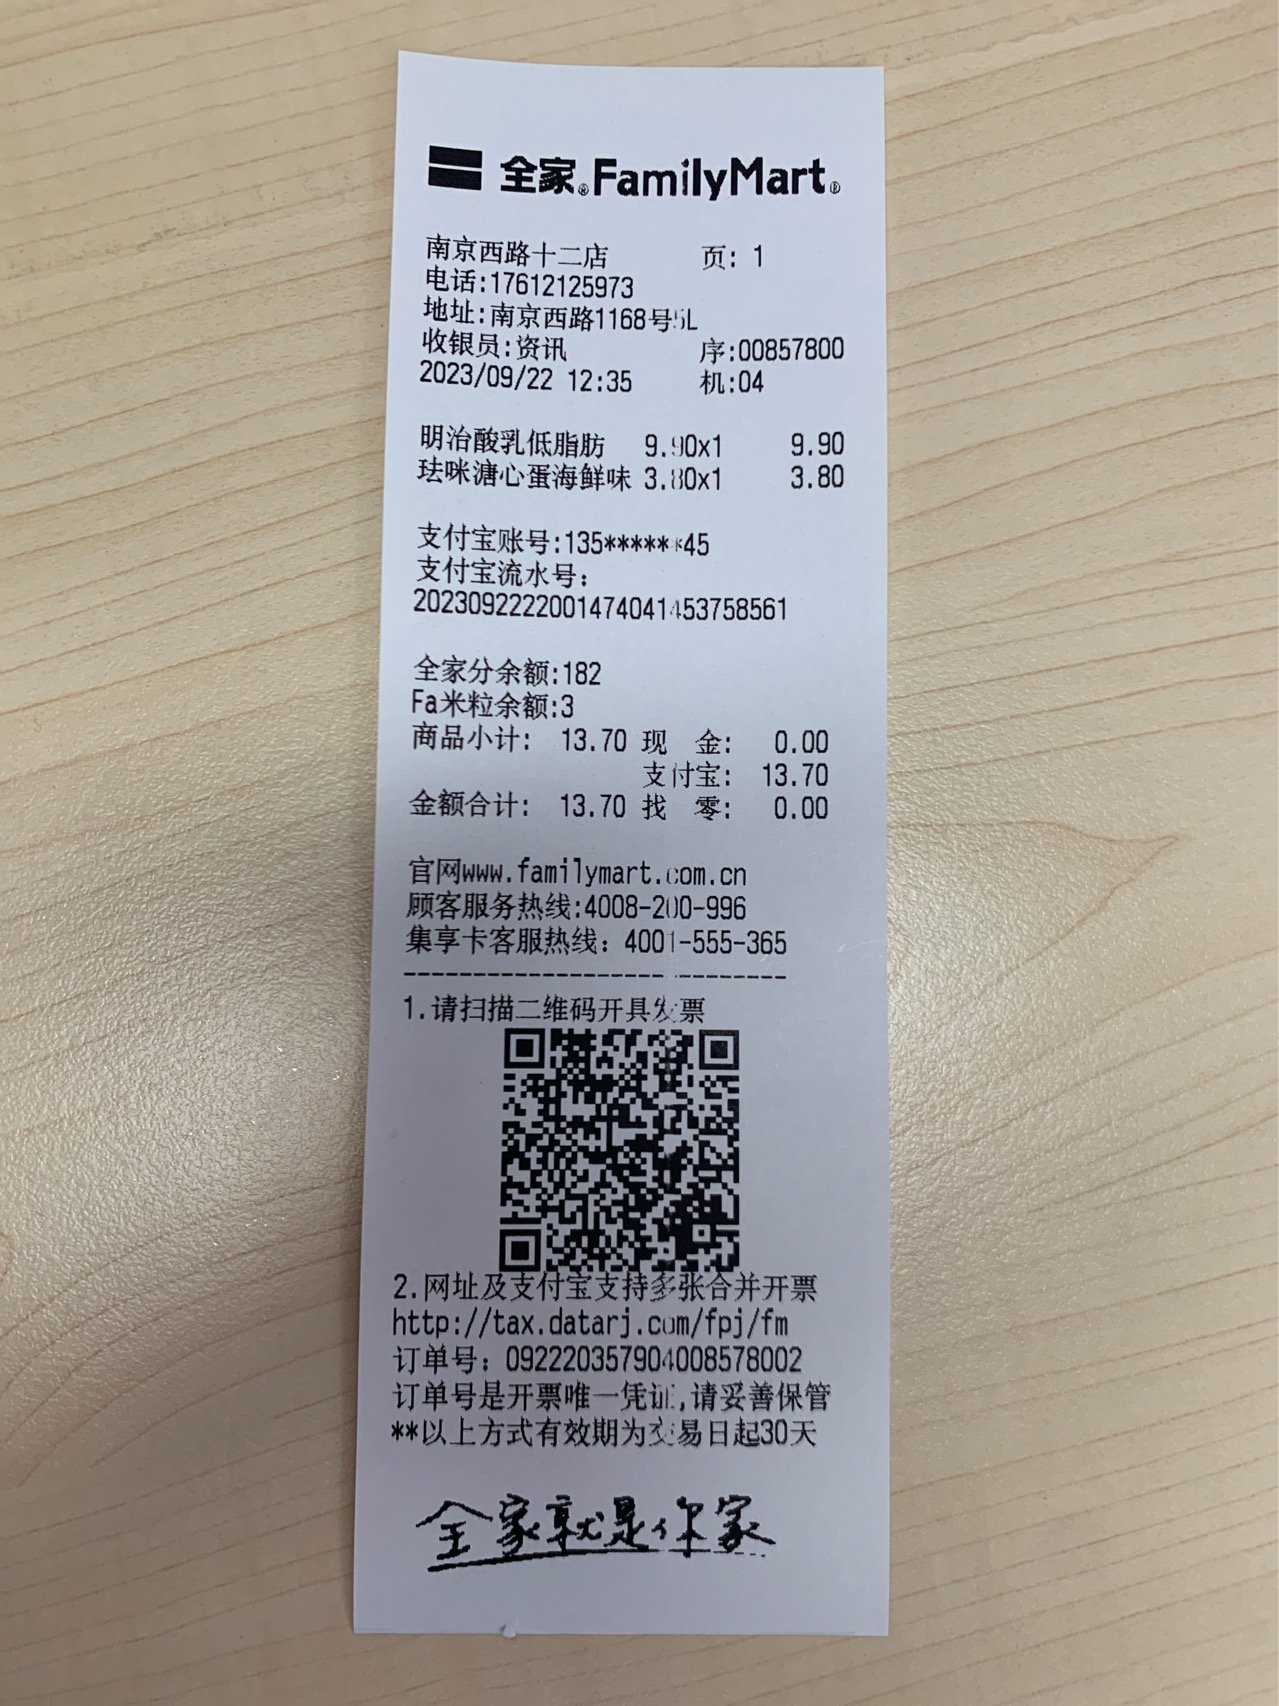 全家®FamilyMart®
南京西路十二店 页: 1
电话:17612125973
地址:南京西路1168号5L
收银员:资讯 序:00857800
2023/09/22 12:35 机:04
明治酸乳低脂肪 9.90x1 9.90
珐咪溏心蛋海鲜味 3.80x1 3.80
支付宝账号:135******45
支付宝流水号:
2023092222001474041453758561
全家分余额:182
Fa米粒余额:3
商品小计: 13.70 现 金: 0.00
支付宝: 13.70
金额合计: 13.70 找 零: 0.00
官网www.familymart.com.cn
顾客服务热线:4008-200-996
集享卡客服热线: 4001-555-365
----------------------------
1.请扫描二维码开具发票
2.网址及支付宝支持多张合并开票
http://tax.datarj.com/fpj/fm
订单号: 092220357904008578002
订单号是开票唯一凭证,请妥善保管
**以上方式有效期为交易日起30天
全家就是你家